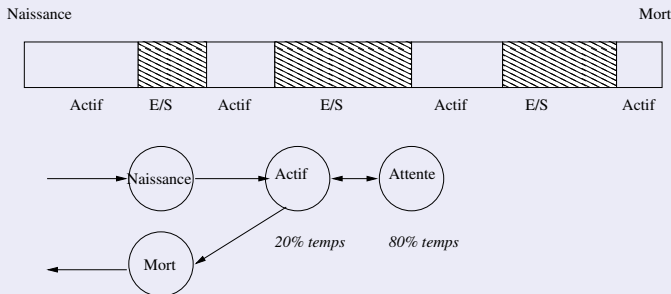 Naissance Mort
Actif E/S Actif E/S Actif E/S Actif
Naissance Actif Attente
20% temps 80% temps
Mort